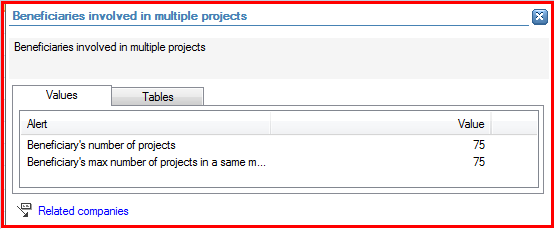 Beneficiaries involved in multiple projects
Beneficiaries involved in multiple projects
Values Tables
Alert Value
Beneficiary's number of projects 75
Beneficiary's max number of projects in a same m... 75
Related companies